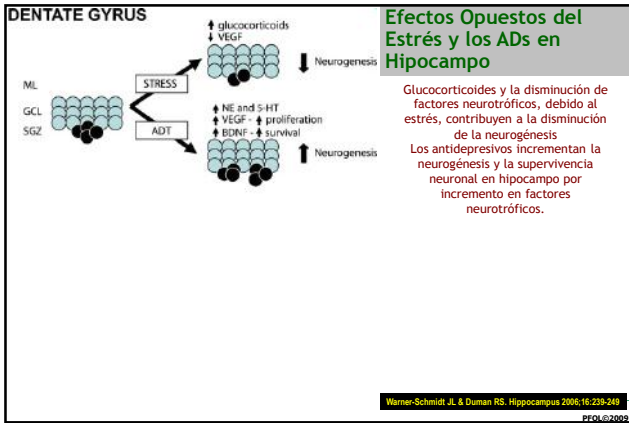 DENTATE GYRUS
↑ glucocorticoids
↓ VEGF
↓ Neurogenesis
ML
GCL
SGZ
STRESS
ADT
↑ NE and 5-HT
↑ VEGF - ↑ proliferation
↑ BDNF - ↑ survival
↑ Neurogenesis
Efectos Opuestos del
Estrés y los ADs en
Hipocampo
Glucocorticoides y la disminución de
factores neurotróficos, debido al
estrés, contribuyen a la disminución
de la neurogénesis
Los antidepresivos incrementan la
neurogénesis y la supervivencia
neuronal en hipocampo por
incremento en factores
neurotróficos.
Warner-Schmidt JL & Duman RS. Hippocampus 2006;16:239-249
PFOL©2009